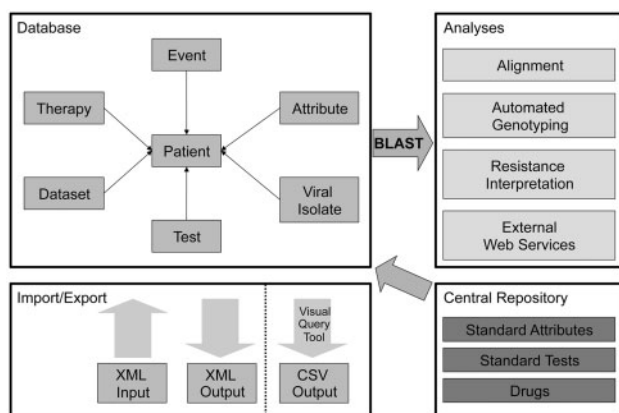 Database
Event
Therapy
Attribute
Patient
Dataset
Viral
Isolate
Test
BLAST
Analyses
Alignment
Automated
Genotyping
Resistance
Interpretation
External
Web Services
Import/Export
Visual
Query
Tool
XML
Input
XML
Output
CSV
Output
Central Repository
Standard Attributes
Standard Tests
Drugs